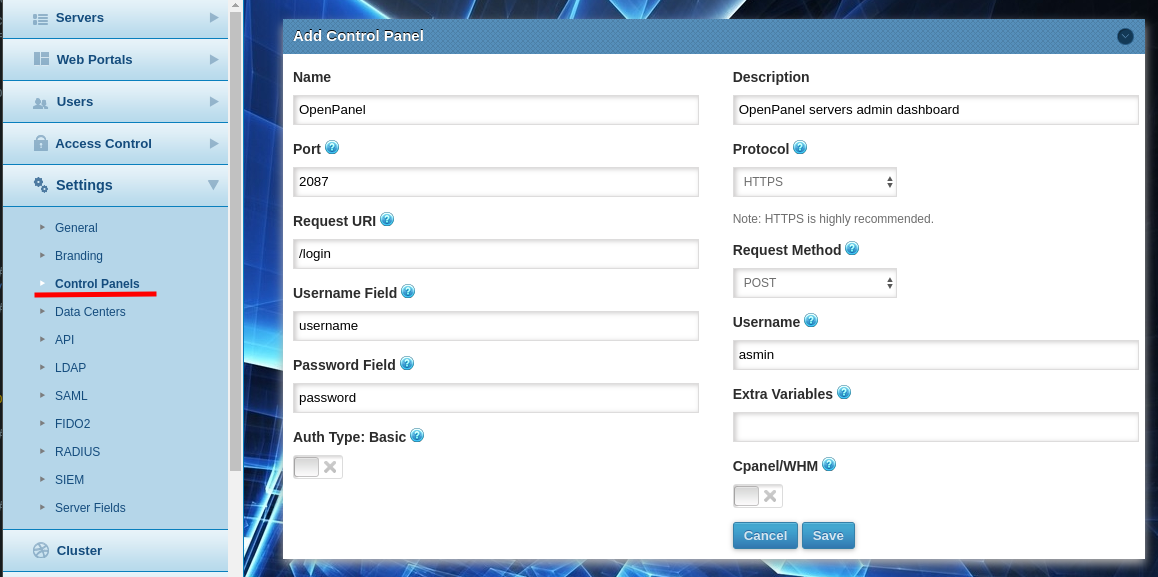 Servers
Web Portals
Users
Access Control
Settings
General
Branding
Control Panels
Data Centers
API
LDAP
SAML
FIDO2
RADIUS
SIEM
Server Fields
Cluster
Add Control Panel
Name
OpenPanel
Port ?
2087
Request URI ?
/login
Username Field ?
username
Password Field ?
password
Auth Type: Basic ?
Description
OpenPanel servers admin dashboard
Protocol ?
HTTPS
Note: HTTPS is highly recommended.
Request Method ?
POST
Username ?
asmin
Extra Variables ?
Cpanel/WHM ?
Cancel Save